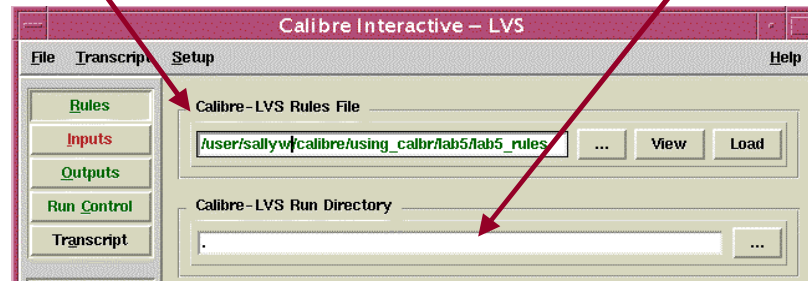 Calibre Interactive – LVS
File Transcript Setup Help
Rules
Inputs
Outputs
Run Control
Transcript
Calibre-LVS Rules File
/user/sallyw/calibre/using_calbr/lab5/lab5_rules ... View Load
Calibre-LVS Run Directory
. ...